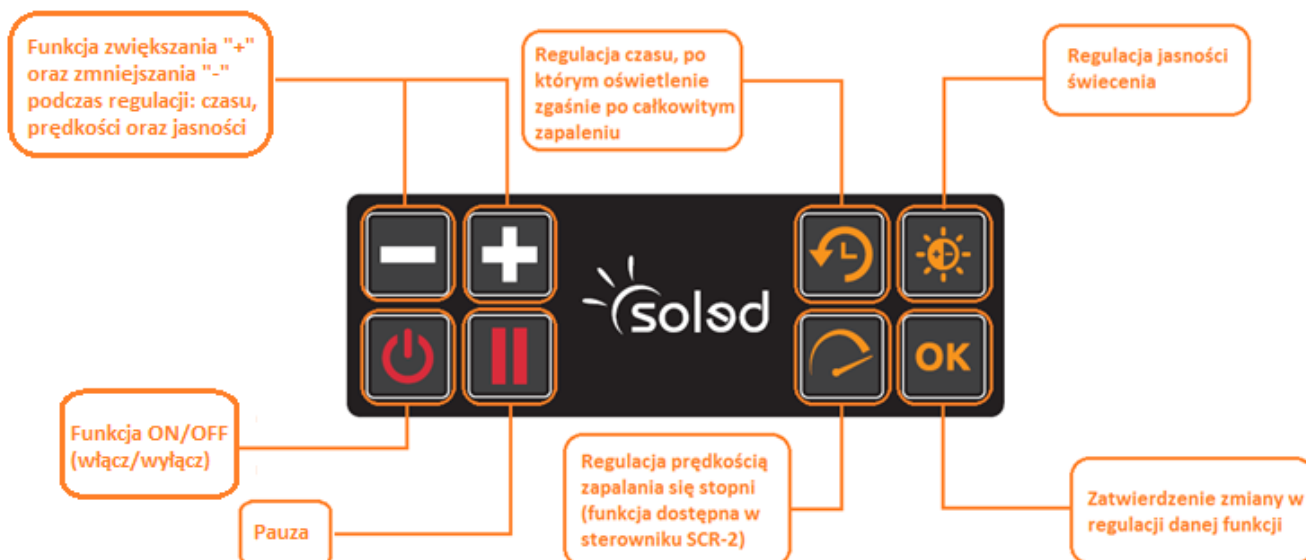 Funkcja zwiększania "+"
oraz zmniejszania "-"
podczas regulacji: czasu,
prędkości oraz jasności
Regulacja czasu, po
którym oświetlenie
zgaśnie po całkowitym
zapaleniu
Regulacja jasności
świecenia
soled
OK
Funkcja ON/OFF
(włącz/wyłącz)
Pauza
Regulacja prędkością
zapalania się stopni
(funkcja dostępna w
sterowniku SCR-2)
Zatwierdzenie zmiany w
regulacji danej funkcji